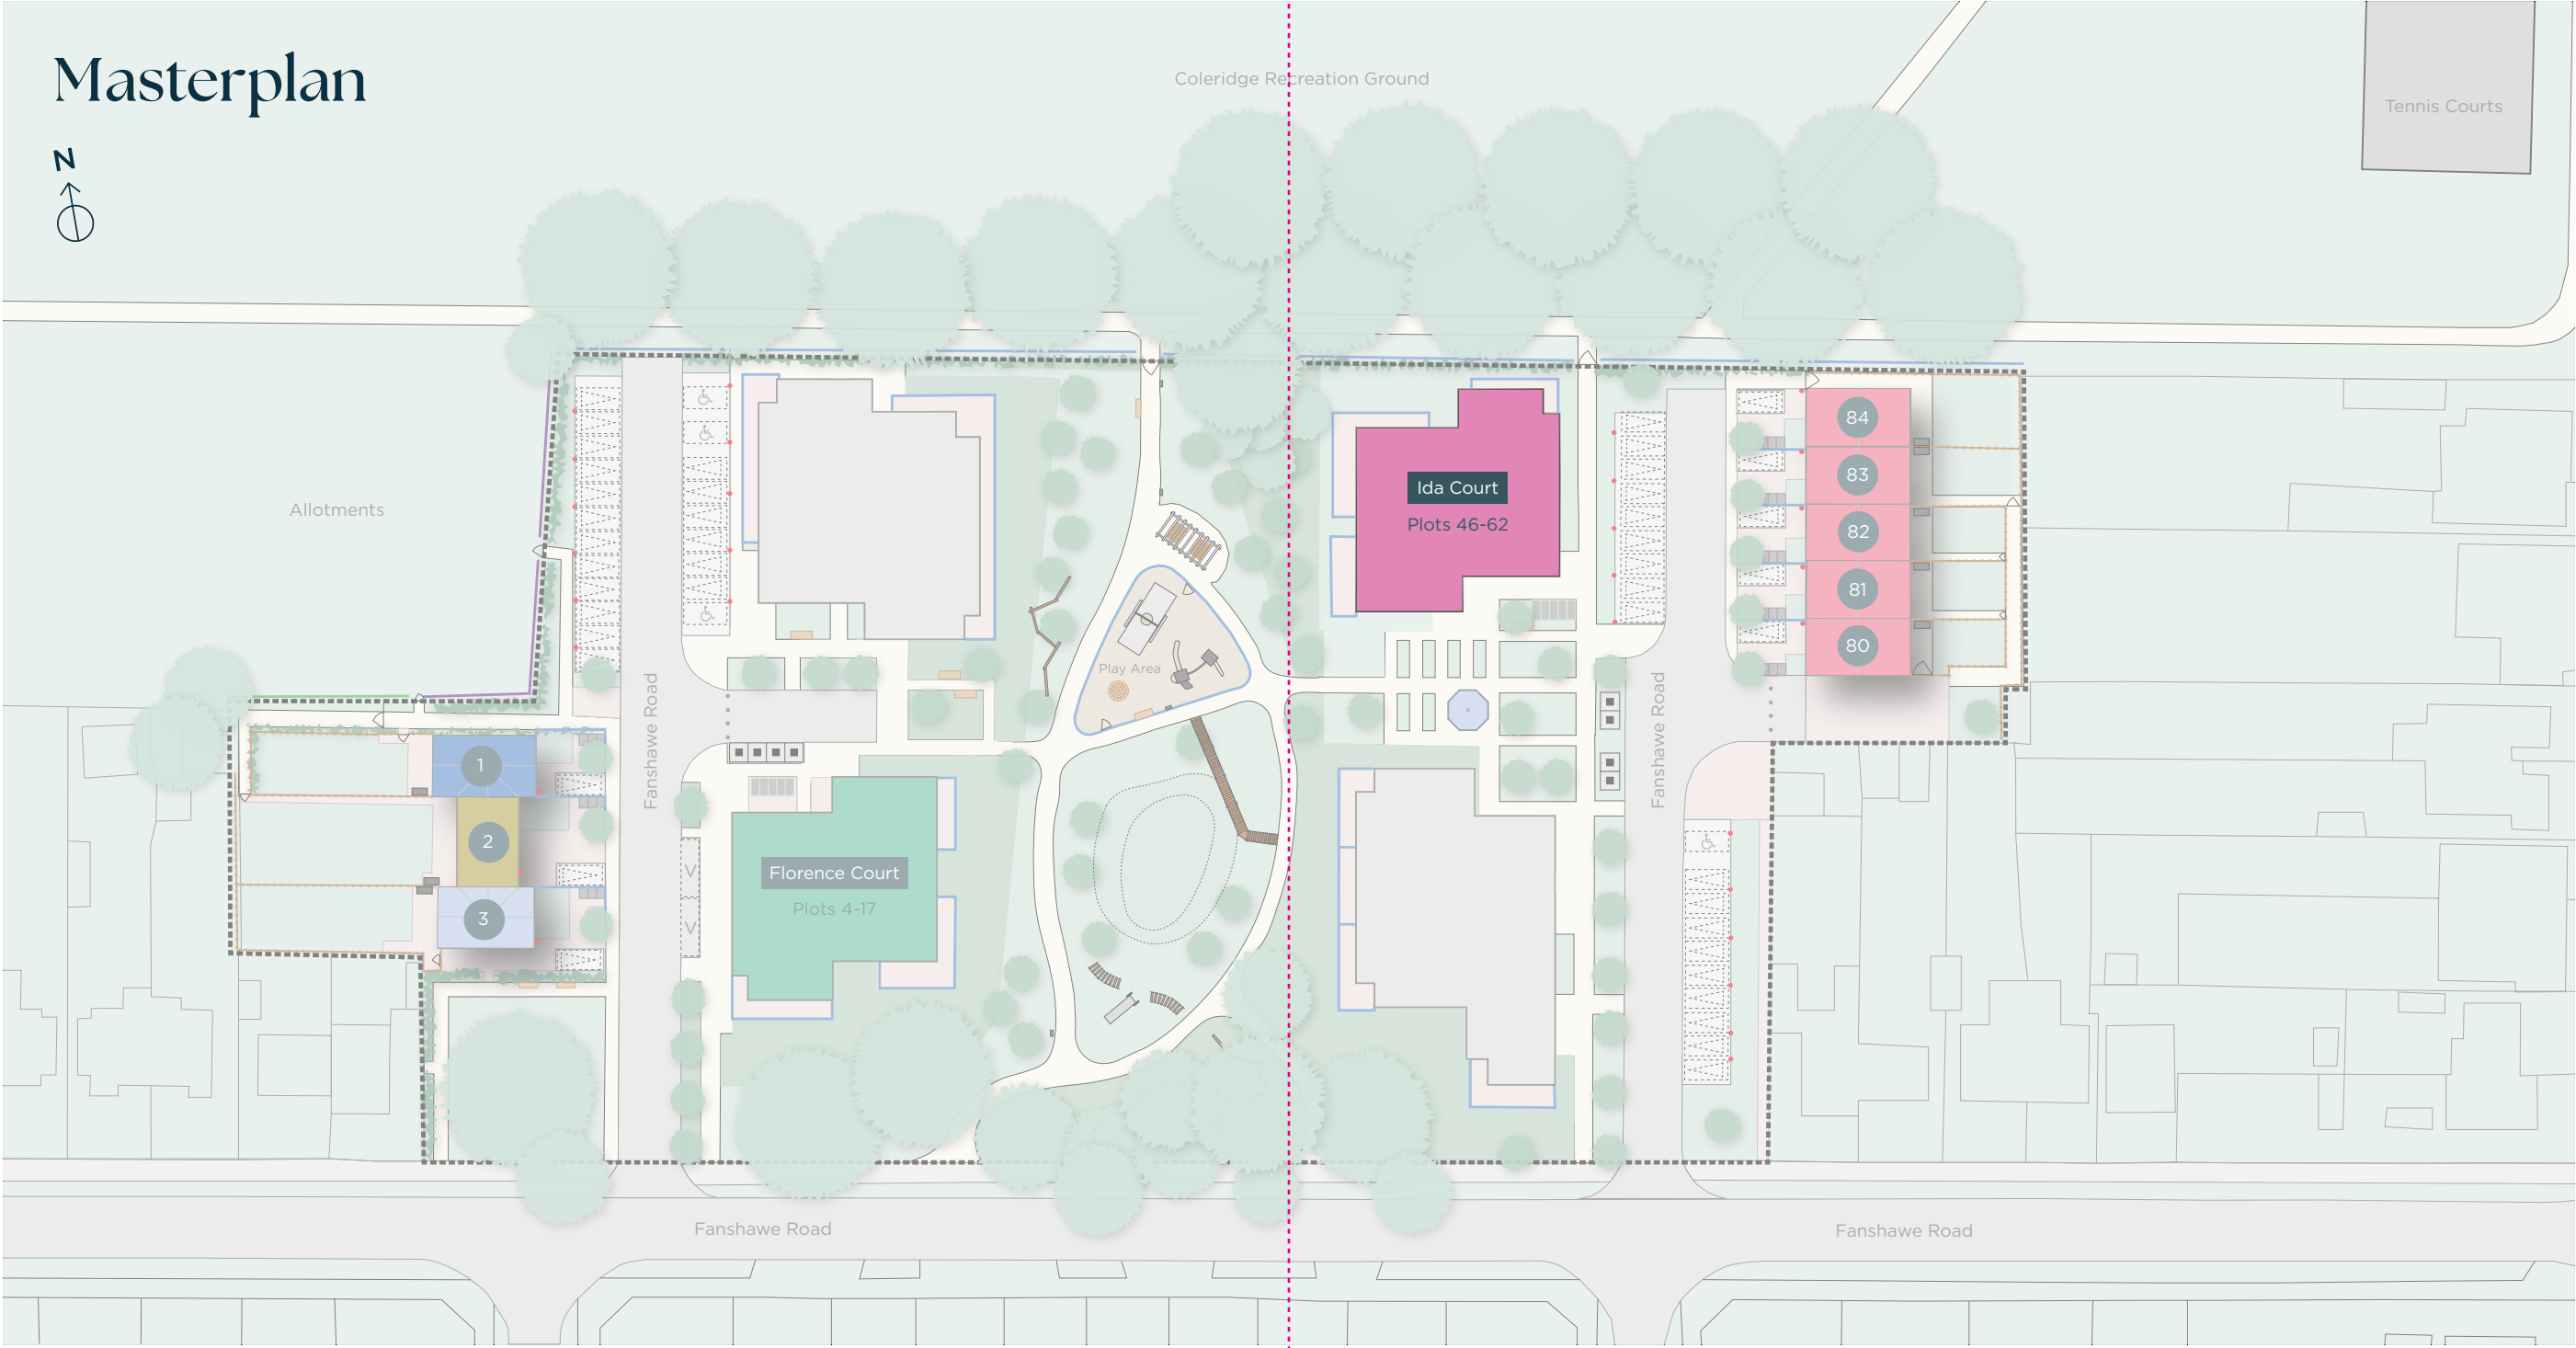 Masterplan
N
Coleridge Recreation Ground
Tennis Courts
Allotments
Ida Court
Plots 46-62
84
83
82
81
80
Play Area
Fanshawe Road
Fanshawe Road
1
2
3
Florence Court
Plots 4-17
Fanshawe Road
Fanshawe Road